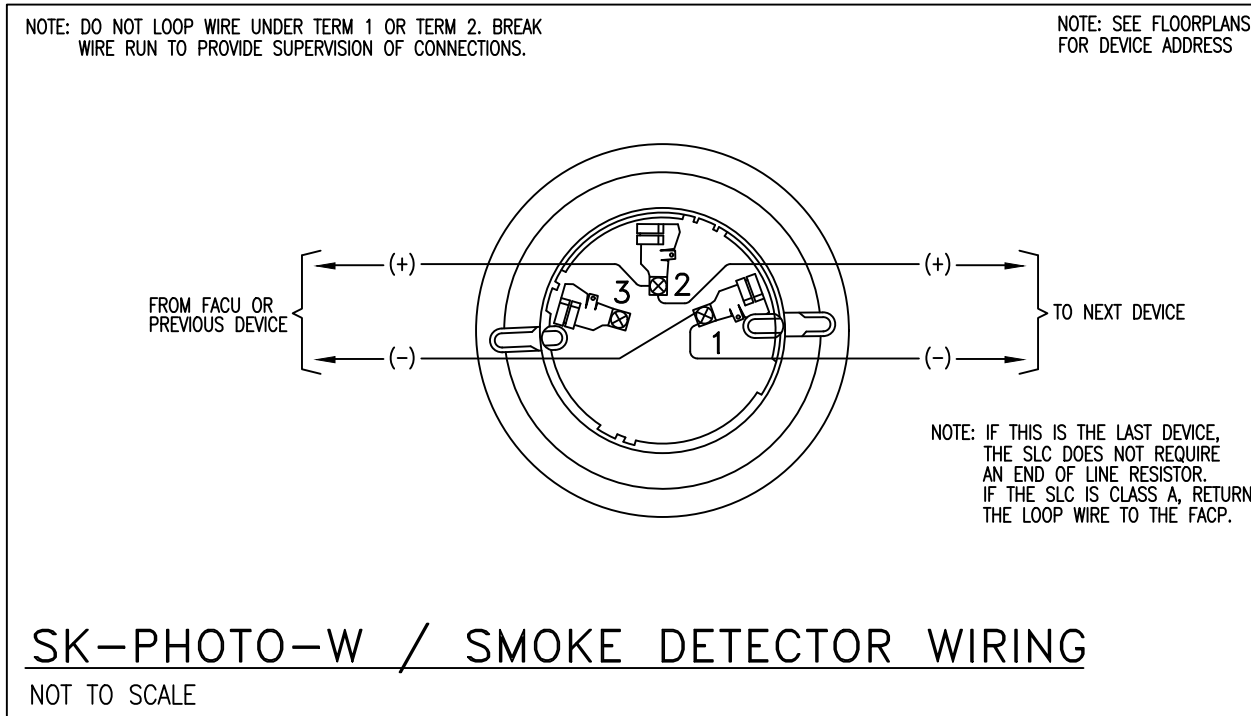 NOTE: DO NOT LOOP WIRE UNDER TERM 1 OR TERM 2. BREAK
WIRE RUN TO PROVIDE SUPERVISION OF CONNECTIONS.
NOTE: SEE FLOORPLANS
FOR DEVICE ADDRESS
(+)
(+)
FROM FACU OR
PREVIOUS DEVICE
3
2
1
TO NEXT DEVICE
(-)
(-)
NOTE: IF THIS IS THE LAST DEVICE,
THE SLC DOES NOT REQUIRE
AN END OF LINE RESISTOR.
IF THE SLC IS CLASS A, RETURN
THE LOOP WIRE TO THE FACP.
SK-PHOTO-W / SMOKE DETECTOR WIRING
NOT TO SCALE